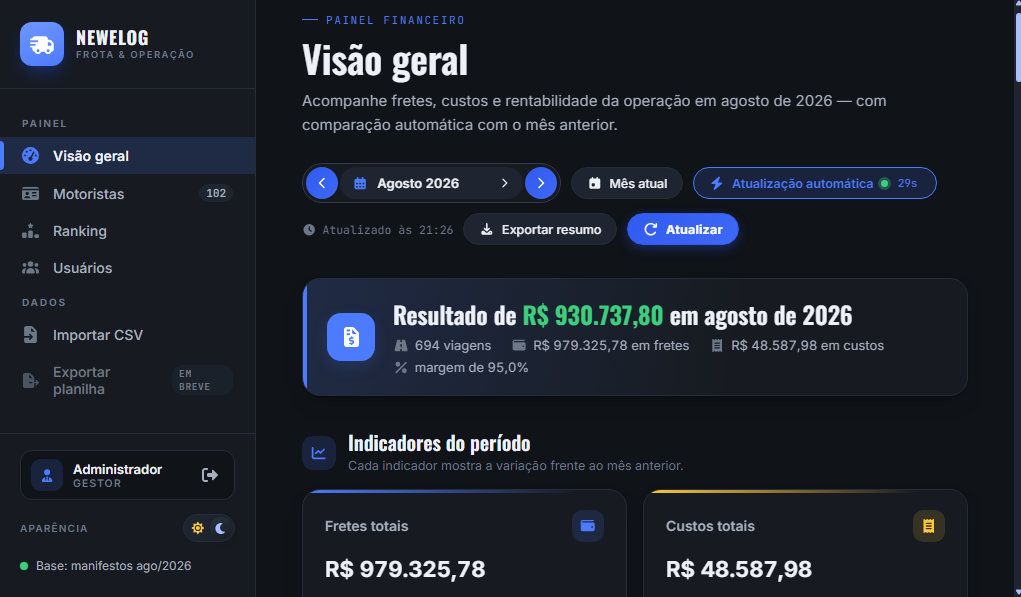 NEWELOG
FROTA & OPERAÇÃO
PAINEL
Visão geral
Motoristas 102
Ranking
Usuários
DADOS
Importar CSV
Exportar
planilha
EM
BREVE
Administrador
GESTOR
APARÊNCIA
Base: manifestos ago/2026
PAINEL FINANCEIRO
Visão geral
Acompanhe fretes, custos e rentabilidade da operação em agosto de 2026 — com
comparação automática com o mês anterior.
Agosto 2026
Mês atual
Atualização automática 29s
Atualizado às 21:26
Exportar resumo
Atualizar
Resultado de R$ 930.737,80 em agosto de 2026
694 viagens R$ 979.325,78 em fretes R$ 48.587,98 em custos
margem de 95,0%
Indicadores do período
Cada indicador mostra a variação frente ao mês anterior.
Fretes totais
R$ 979.325,78
Custos totais
R$ 48.587,98